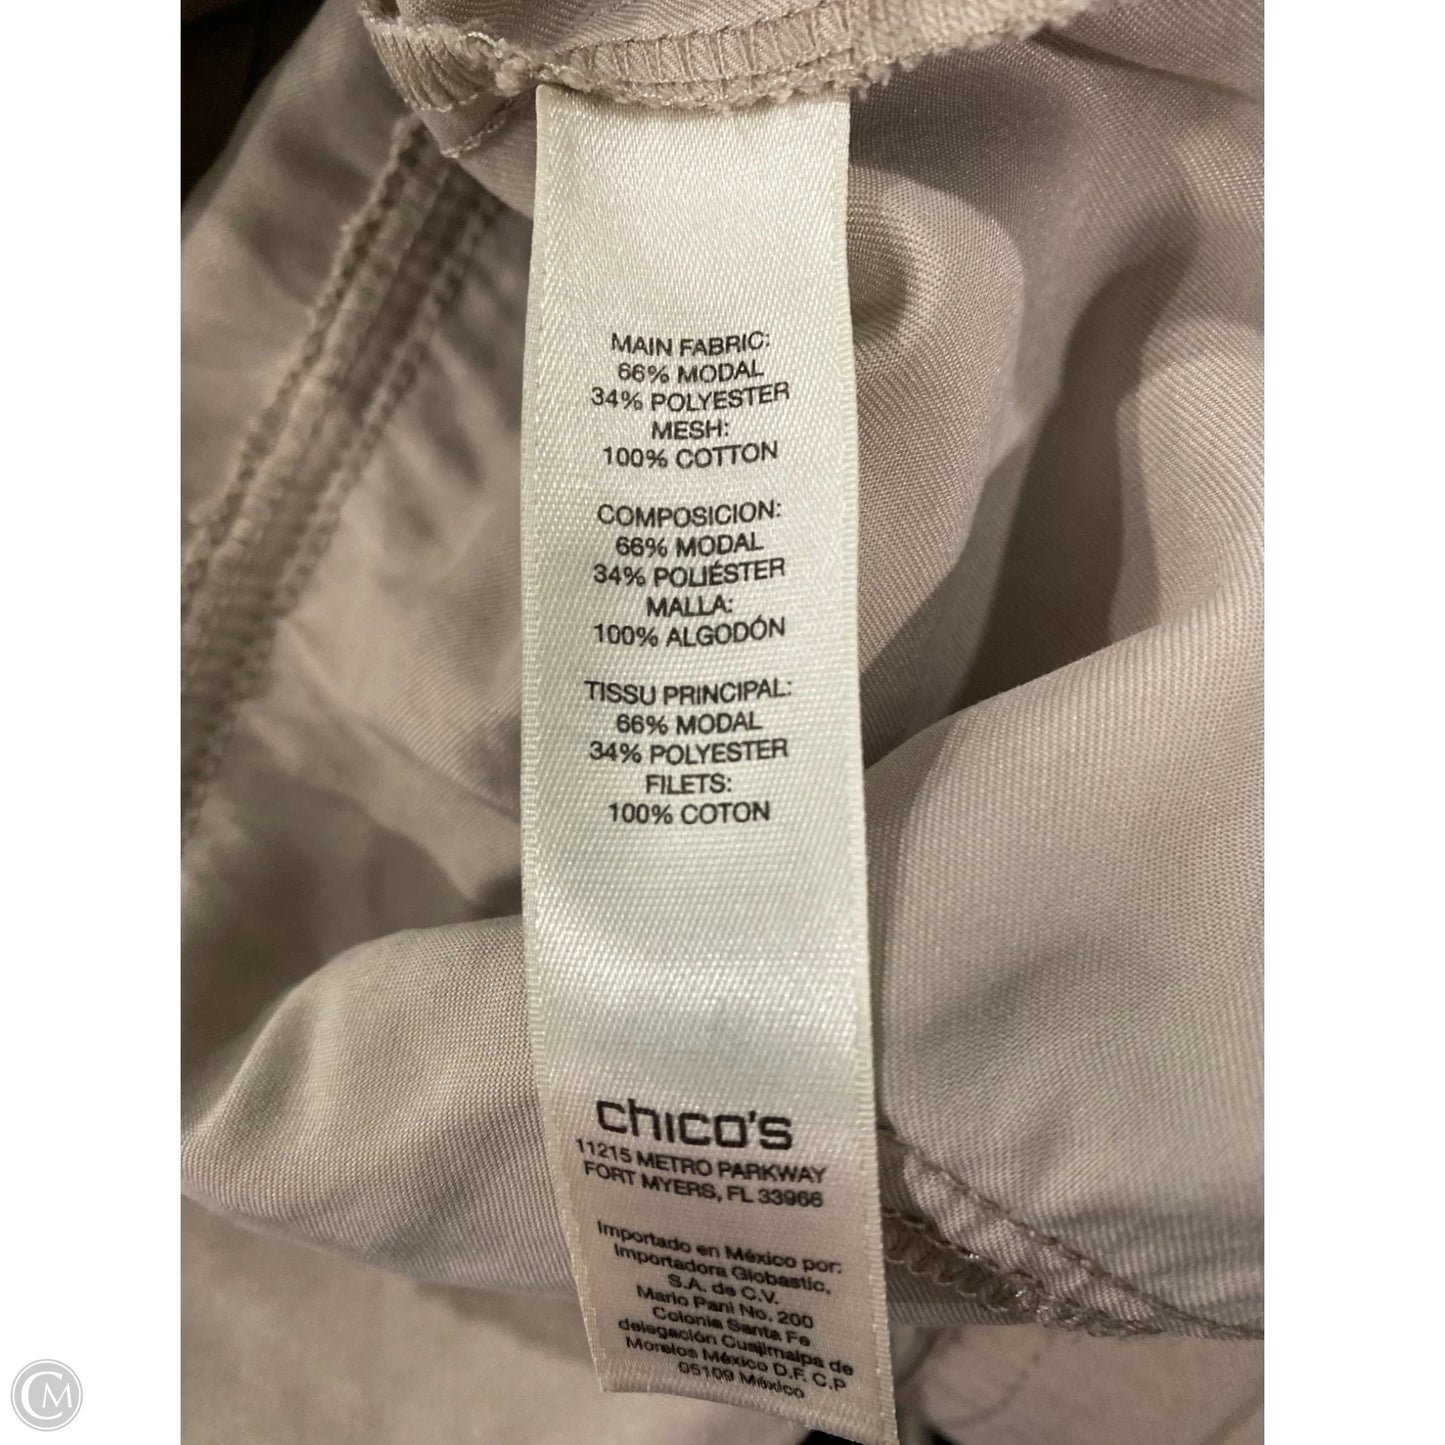 MAIN FABRIC:
66% MODAL
34% POLYESTER
MESH:
100% COTTON
COMPOSICION:
66% MODAL
34% POLIÉSTER
MALLA:
100% ALGODÓN
TISSU PRINCIPAL:
66% MODAL
34% POLYESTER
FILETS:
100% COTON
chico's
11215 METRO PARKWAY
FORT MYERS, FL 33966
Importado en México por:
Importadora Globastic,
S.A. de C.V.
Mario Pani No. 200
Colonia Santa Fe
delegación Cuajimalpa de
Morelos México D.F. C.P
05109 México
CM